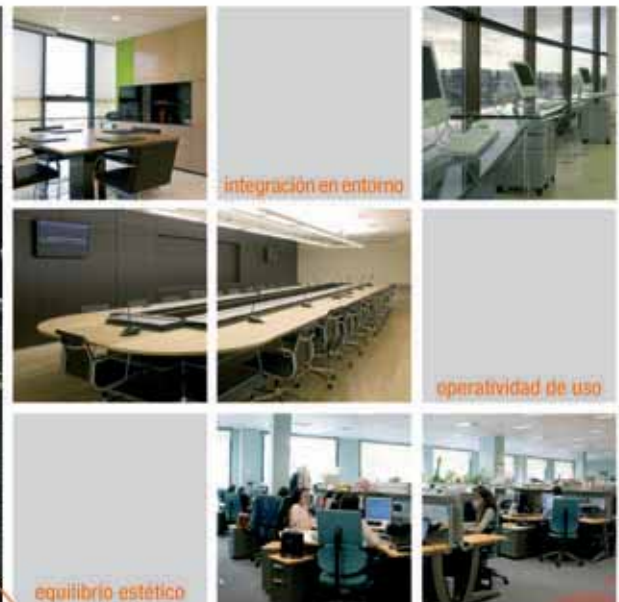 integración en entorno
operatividad de uso
equilibrio estético